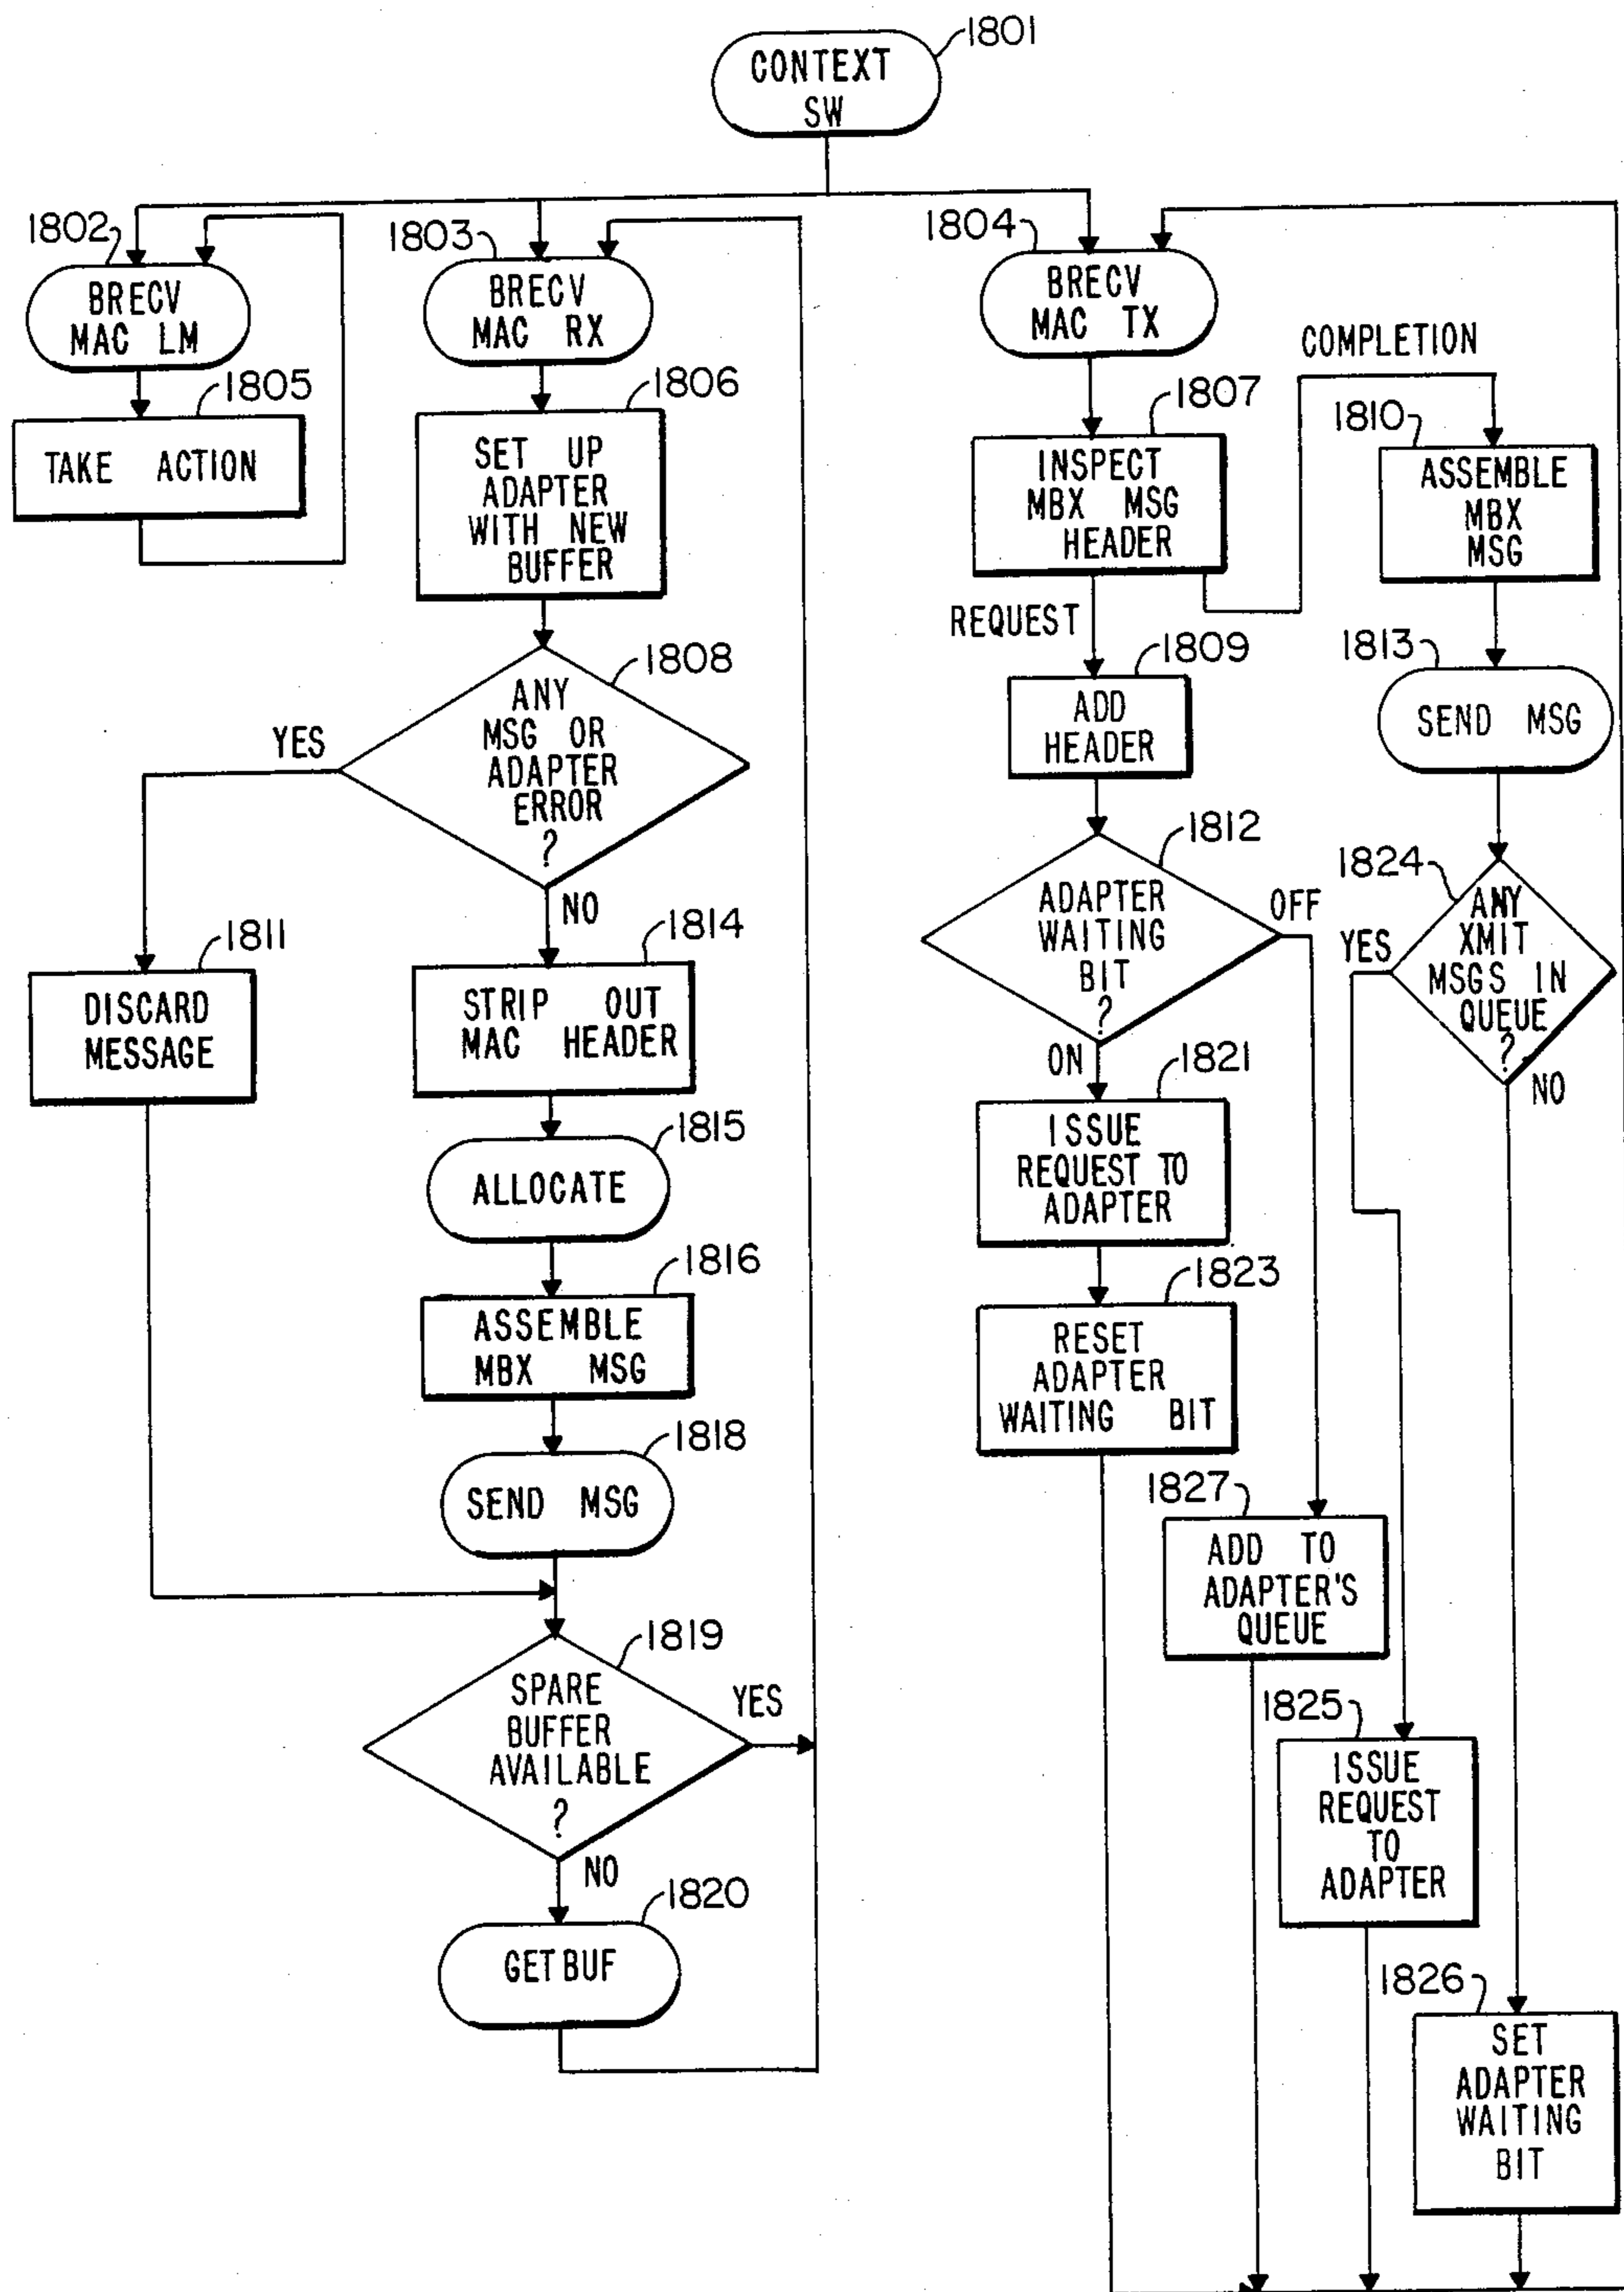 1801
CONTEXT
SW
1802
BRECV
MAC LM
1803
BRECV
MAC RX
1804
BRECV
MAC TX
COMPLETION
1805
TAKE ACTION
1806
SET UP
ADAPTER
WITH NEW
BUFFER
1807
INSPECT
MBX MSG
HEADER
1810
ASSEMBLE
MBX
MSG
REQUEST
1808
ANY
MSG OR
ADAPTER
ERROR
?
YES
NO
1809
ADD
HEADER
1813
SEND MSG
1811
DISCARD
MESSAGE
1814
STRIP OUT
MAC HEADER
1812
ADAPTER
WAITING
BIT
?
OFF
ON
1824
ANY
XMIT
MSGS IN
QUEUE
?
YES
NO
1815
ALLOCATE
1821
ISSUE
REQUEST TO
ADAPTER
1816
ASSEMBLE
MBX MSG
1823
RESET
ADAPTER
WAITING BIT
1818
SEND MSG
1827
ADD TO
ADAPTER'S
QUEUE
1819
SPARE
BUFFER
AVAILABLE
?
YES
NO
1825
ISSUE
REQUEST
TO
ADAPTER
1820
GETBUF
1826
SET
ADAPTER
WAITING
BIT